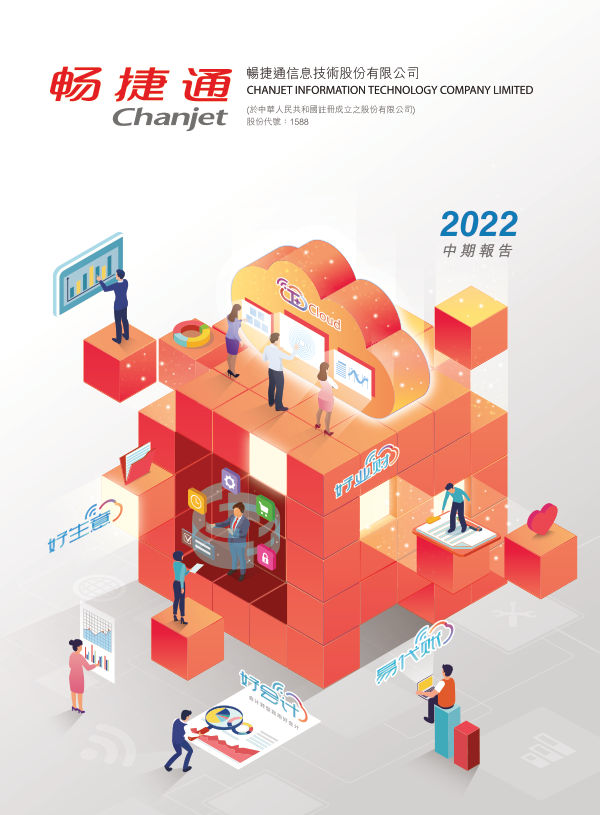 畅捷通
Chanjet
暢捷通信息技術股份有限公司
CHANJET INFORMATION TECHNOLOGY COMPANY LIMITED
(於中華人民共和國註冊成立之股份有限公司)
股份代號：1588
2022
中期報告
Cloud
好业财
好生意
易代账
好会计